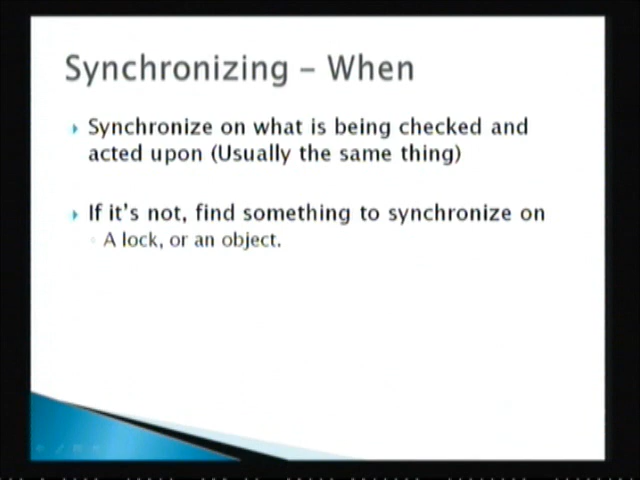 Synchronizing – When
Synchronize on what is being checked and
acted upon (Usually the same thing)
If it's not, find something to synchronize on
A lock, or an object.